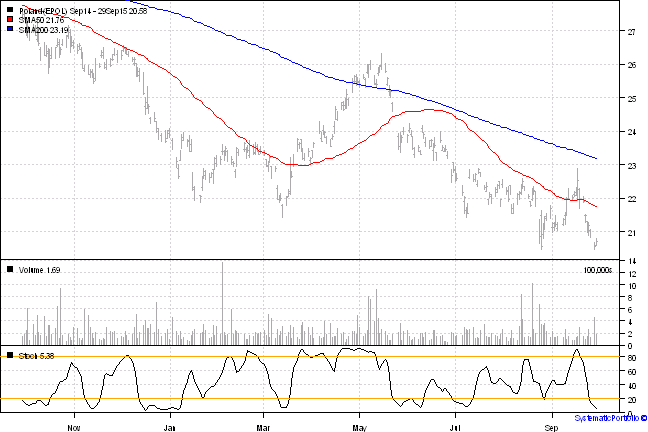 Poland (EPOL) Sep14 - 29Sep15 20.58
SMA50 21.76
SMA200 23.19
27
26
25
24
23
22
21
14
Volume 1.69
100,000s
12
10
8
6
4
2
0
Stoch 5.38
80
60
40
20
0
Nov Jan Mar May Jul Sep
SystematicPortfolio ©